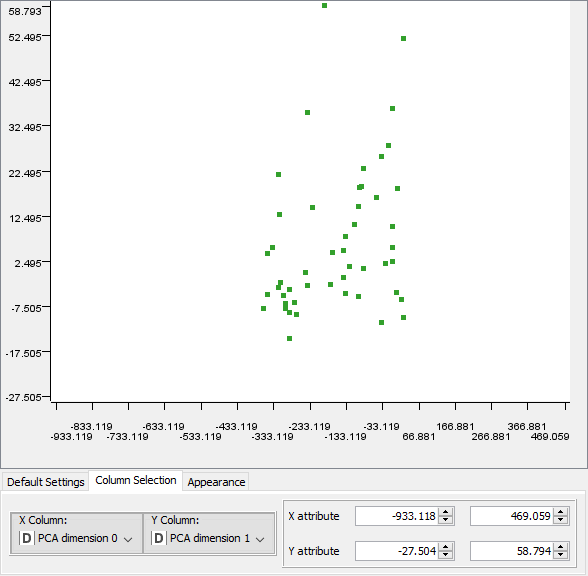 58.793
52.495
42.495
32.495
22.495
12.495
2.495
-7.505
-17.505
-27.505
-833.119 -633.119 -433.119 -233.119 -33.119 166.881 366.881
-933.119 -733.119 -533.119 -333.119 -133.119 66.881 266.881 469.059
Default Settings Column Selection Appearance
X Column: Y Column:
D PCA dimension 0 D PCA dimension 1
X attribute -933.118 469.059
Y attribute -27.504 58.794